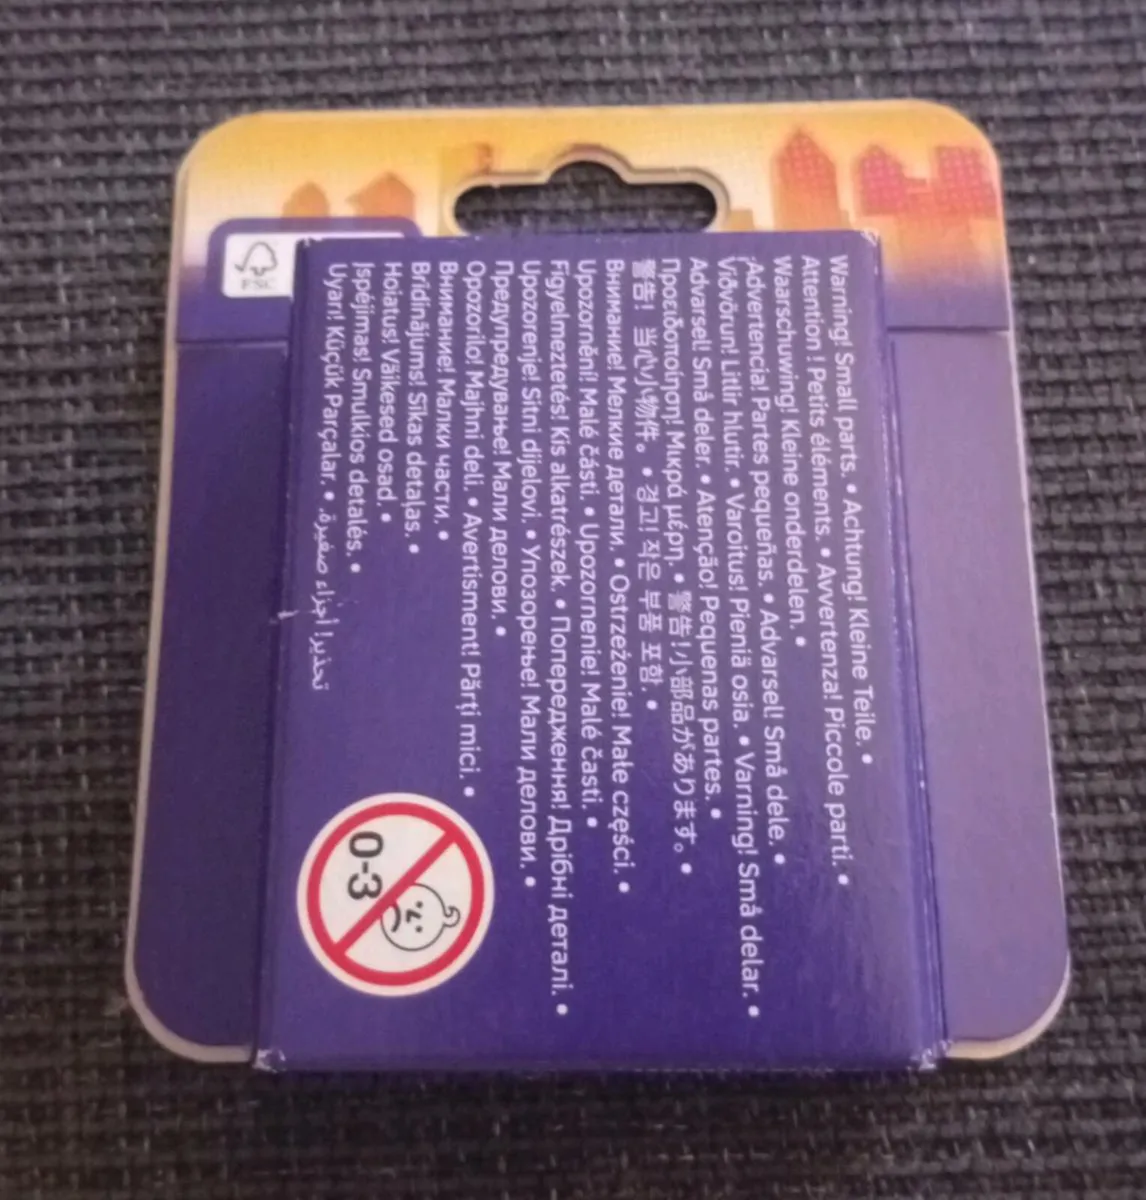 FSC
Warning! Small parts. • Achtung! Kleine Teile. •
Attention ! Petits éléments. • Avvertenza! Piccole parti. •
Waarschuwing! Kleine onderdelen. •
¡Advertencia! Partes pequeñas. • Advarsel! Små dele. •
Viðvörun! Litlir hlutir. • Varoitus! Pieniä osia. • Varning! Små delar. •
Advarsel! Små deler. • Atenção! Pequenas partes. •
Προειδοποίηση! Μικρά μέρη. • 警告!小部品があります。 •
警告! 当心小物件。 • 경고! 작은 부품 포함. •
Внимание! Мелкие детали. • Ostrzeżenie! Małe części. •
Upozornění! Malé části. • Upozornenie! Malé časti. •
Figyelmeztetés! Kis alkatrészek. • Попередження! Дрібні деталі. •
Upozorenje! Sitni dijelovi. • Упозорење! Мали делови. •
Предупредување! Мали делови. •
Opozorilo! Majhni deli. • Avertisment! Părți mici. •
Внимание! Малки части. •
Brīdinājums! Sīkas detaļas. •
Hoiatus! Väikesed osad. •
Įspėjimas! Smulkios detalės. •
Uyarı! Küçük Parçalar. • تحذير! أجزاء صغيرة.
0-3